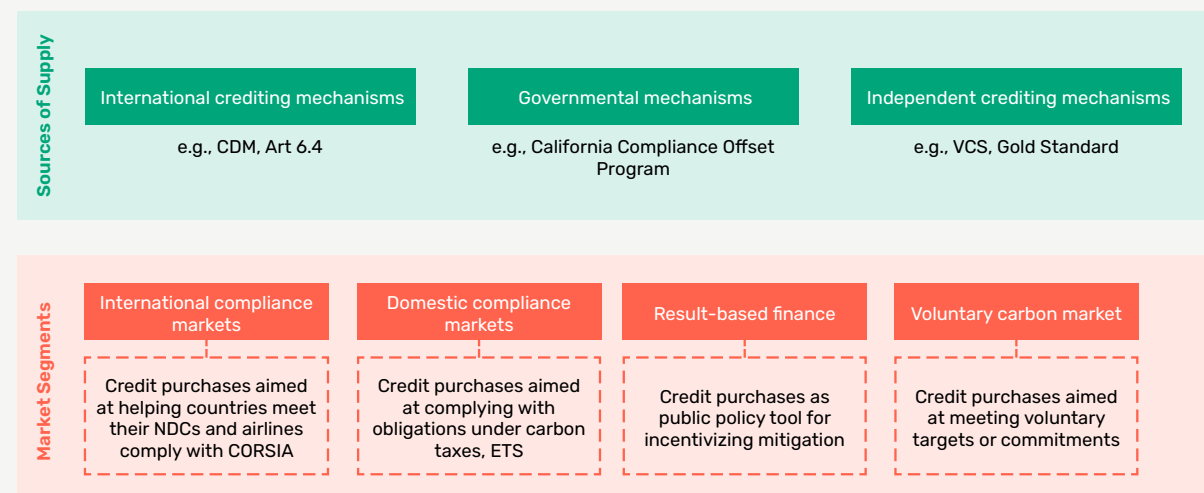 Sources of Supply
International crediting mechanisms
Governmental mechanisms
Independent crediting mechanisms
e.g., CDM, Art 6.4
e.g., California Compliance Offset
Program
e.g., VCS, Gold Standard
Market Segments
International compliance
markets
Domestic compliance
markets
Result-based finance
Voluntary carbon market
Credit purchases aimed
at helping countries meet
their NDCs and airlines
comply with CORSIA
Credit purchases aimed
at complying with
obligations under carbon
taxes, ETS
Credit purchases as
public policy tool for
incentivizing mitigation
Credit purchases aimed
at meeting voluntary
targets or commitments